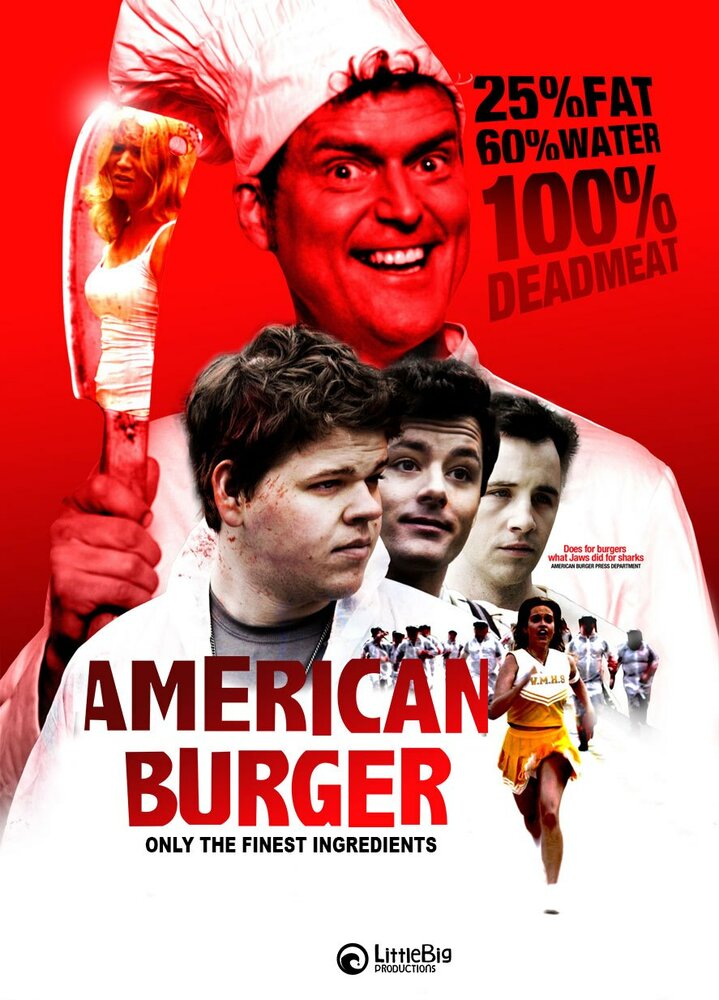 25%FAT
60%WATER
100%
DEADMEAT
Does for burgers
what Jaws did for sharks
AMERICAN BURGER PRESS DEPARTMENT
W.M.H.S
AMERICAN
BURGER
ONLY THE FINEST INGREDIENTS
LittleBig
PRODUCTIONS